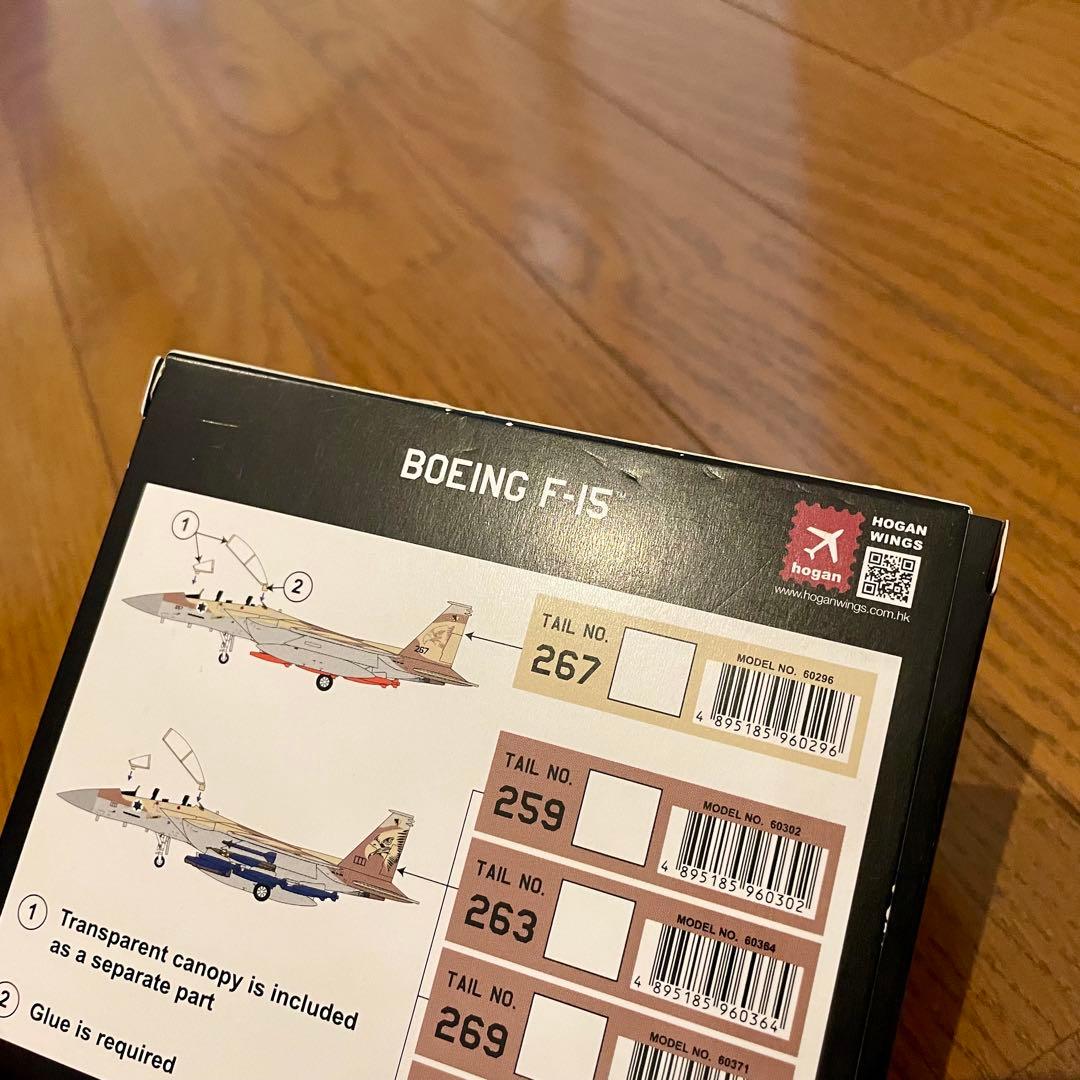 BOEING F-15™
hogan
HOGAN
WINGS
www.hoganwings.com.hk
1
2
267
TAIL NO.
267
MODEL NO. 60296
4 895185 960296
TAIL NO.
259
MODEL NO. 60302
4 895185 960302
TAIL NO.
263
MODEL NO. 60364
4 895185 960364
TAIL NO.
269
MODEL NO. 60371
1 Transparent canopy is included
as a separate part
2 Glue is required